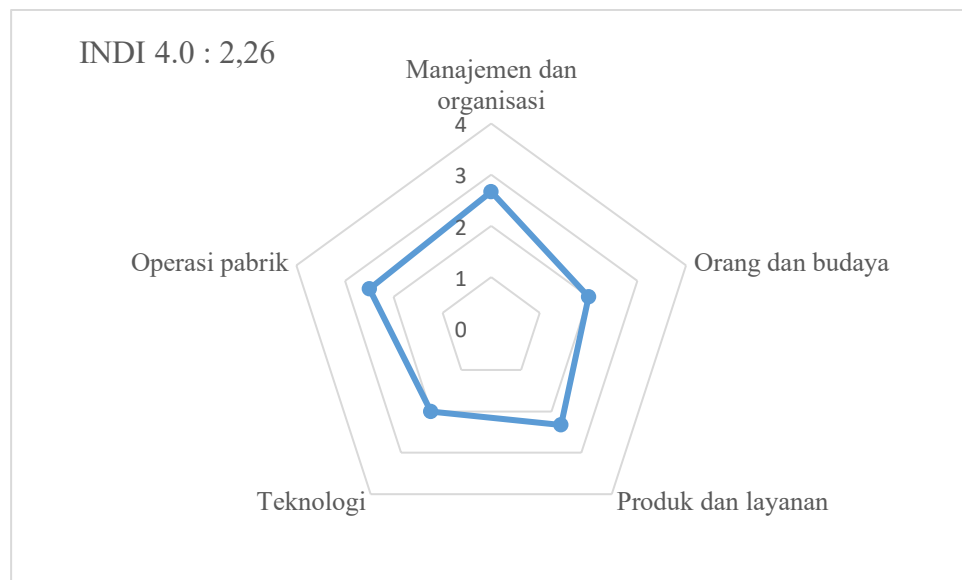 INDI 4.0 : 2,26
Manajemen dan
organisasi
4
3
2
1
0
Operasi pabrik
Orang dan budaya
Teknologi
Produk dan layanan